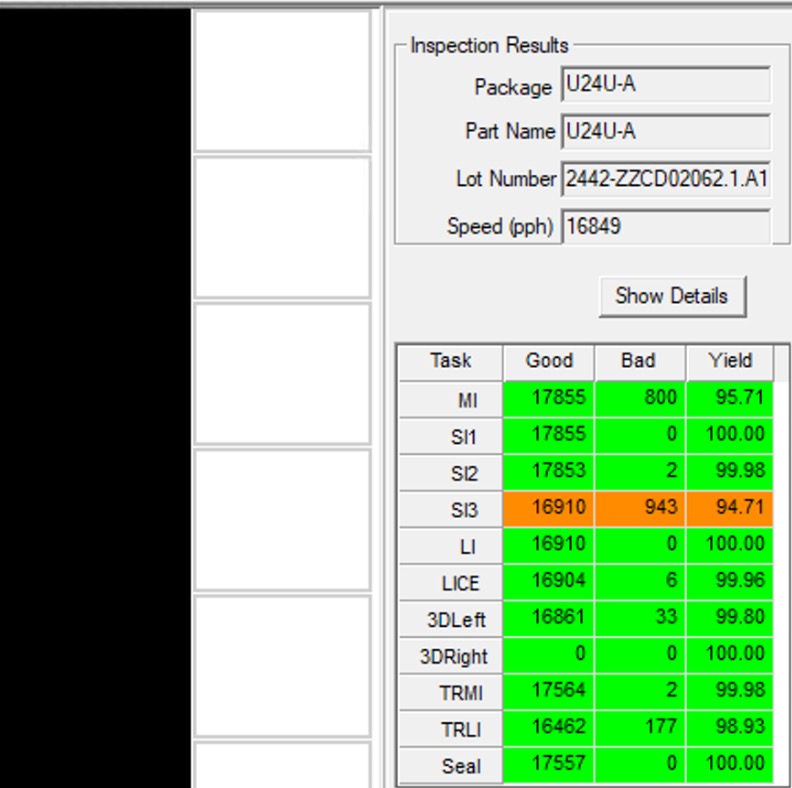 Inspection Results
Package U24U-A
Part Name U24U-A
Lot Number 2442-ZZCD02062.1.A1
Speed (pph) 16849
Show Details
Task Good Bad Yield
MI 17855 800 95.71
SI1 17855 0 100.00
SI2 17853 2 99.98
SI3 16910 943 94.71
LI 16910 0 100.00
LICE 16904 6 99.96
3DLeft 16861 33 99.80
3DRight 0 0 100.00
TRMI 17564 2 99.98
TRLI 16462 177 98.93
Seal 17557 0 100.00